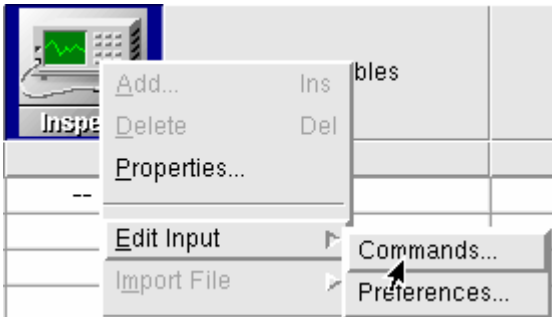 bles
Add... Ins
Inspe
Delete Del
Properties...
--
Edit Input
Commands...
Import File
Preferences...